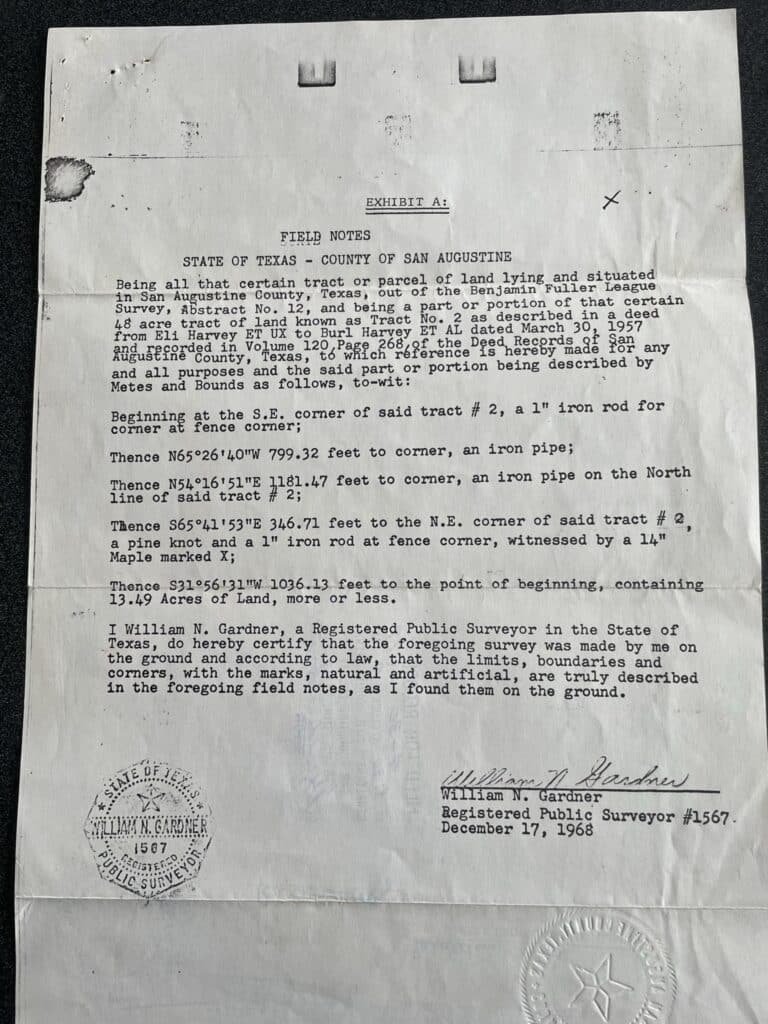 EXHIBIT A:
X
FIELD NOTES
STATE OF TEXAS - COUNTY OF SAN AUGUSTINE
Being all that certain tract or parcel of land lying and situated
in San Augustine County, Texas, out of the Benjamin Fuller League
Survey, Abstract No. 12, and being a part or portion of that certain
48 acre tract of land known as Tract No. 2 as described in a deed
from Eli Harvey ET UX to Burl Harvey ET AL dated March 30, 1957
and recorded in Volume 120,Page 268,of the Deed Records of San
Augustine County, Texas, to which reference is hereby made for any
and all purposes and the said part or portion being described by
Metes and Bounds as follows, to-wit:
Beginning at the S.E. corner of said tract # 2, a 1" iron rod for
corner at fence corner;
Thence N65°26'40"W 799.32 feet to corner, an iron pipe;
Thence N54°16'51"E 1181.47 feet to corner, an iron pipe on the North
line of said tract # 2;
Thence S65°41'53"E 346.71 feet to the N.E. corner of said tract # 2,
a pine knot and a 1" iron rod at fence corner, witnessed by a 14"
Maple marked X;
Thence S31°56'31"W 1036.13 feet to the point of beginning, containing
13.49 Acres of Land, more or less.
I William N. Gardner, a Registered Public Surveyor in the State of
Texas, do hereby certify that the foregoing survey was made by me on
the ground and according to law, that the limits, boundaries and
corners, with the marks, natural and artificial, are truly described
in the foregoing field notes, as I found them on the ground.
William N Gardner
William N. Gardner
Registered Public Surveyor #1567.
December 17, 1968
STATE OF TEXAS
WILLIAM N. GARDNER
1567
REGISTERED
PUBLIC SURVEYOR